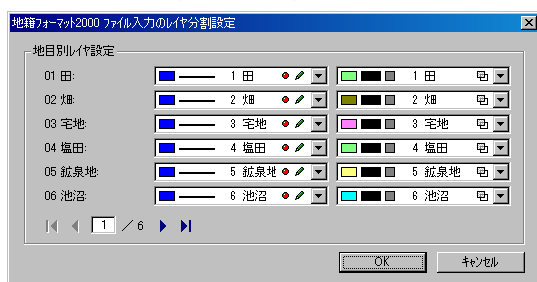 地籍フォーマット2000 ファイル入力のレイヤ分割設定
地目別レイヤ設定
01 田: 1 田 1 田
02 畑: 2 畑 2 畑
03 宅地: 3 宅地 3 宅地
04 塩田: 4 塩田 4 塩田
05 鉱泉地: 5 鉱泉地 5 鉱泉地
06 池沼: 6 池沼 6 池沼
1 / 6
OK キャンセル